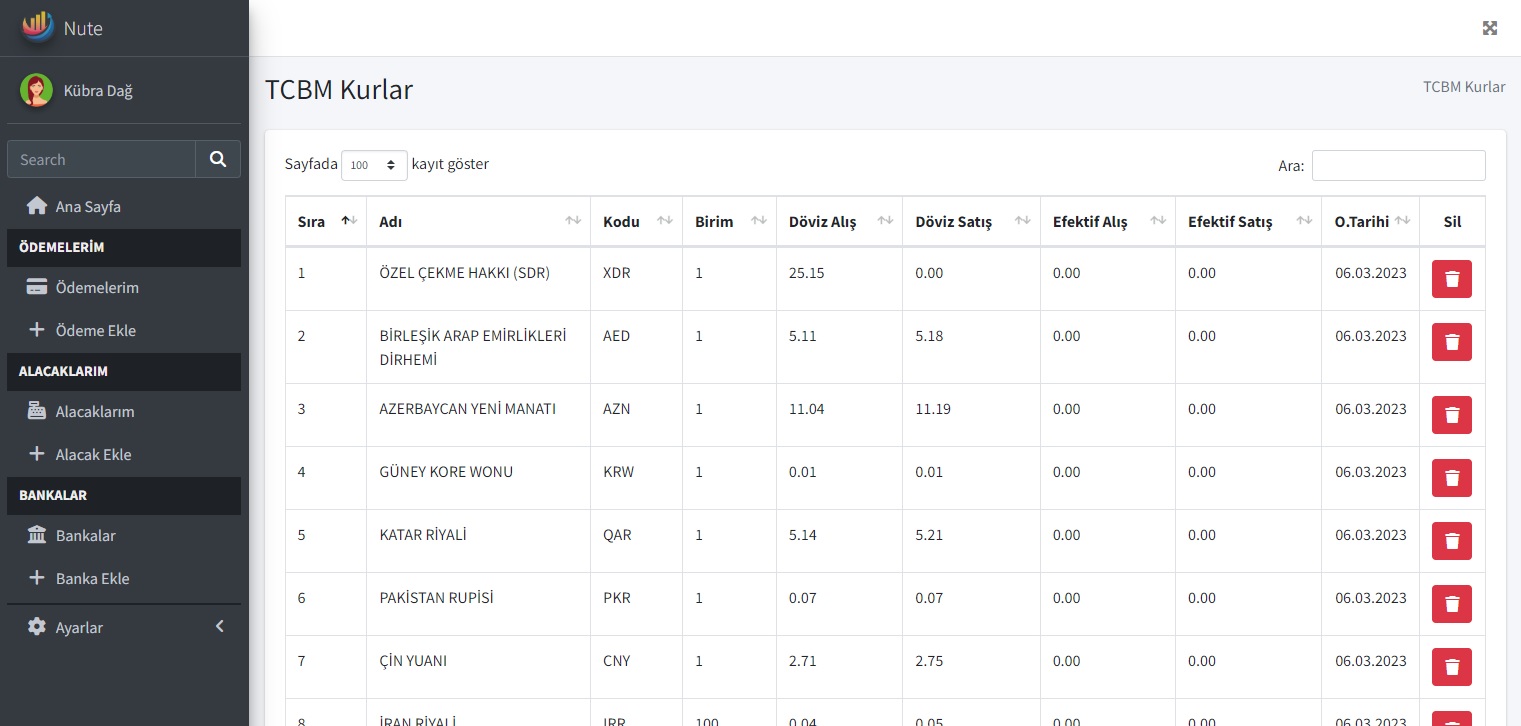 Nute
Kübra Dağ
Search
Ana Sayfa
ÖDEMELERİM
Ödemelerim
Ödeme Ekle
ALACAKLARIM
Alacaklarım
Alacak Ekle
BANKALAR
Bankalar
Banka Ekle
Ayarlar
TCBM Kurlar
TCBM Kurlar
Sayfada 100 kayıt göster
Ara:
Sıra Adı Kodu Birim Döviz Alış Döviz Satış Efektif Alış Efektif Satış O.Tarihi Sil
1 ÖZEL ÇEKME HAKKI (SDR) XDR 1 25.15 0.00 0.00 0.00 06.03.2023
2 BİRLEŞİK ARAP EMİRLİKLERİ AED 1 5.11 5.18 0.00 0.00 06.03.2023
DİRHEMİ
3 AZERBAYCAN YENİ MANATI AZN 1 11.04 11.19 0.00 0.00 06.03.2023
4 GÜNEY KORE WONU KRW 1 0.01 0.01 0.00 0.00 06.03.2023
5 KATAR RİYALİ QAR 1 5.14 5.21 0.00 0.00 06.03.2023
6 PAKİSTAN RUPİSİ PKR 1 0.07 0.07 0.00 0.00 06.03.2023
7 ÇİN YUANI CNY 1 2.71 2.75 0.00 0.00 06.03.2023
8 İRAN RİYALİ IRR 100 0.04 0.05 0.00 0.00 06.03.2023